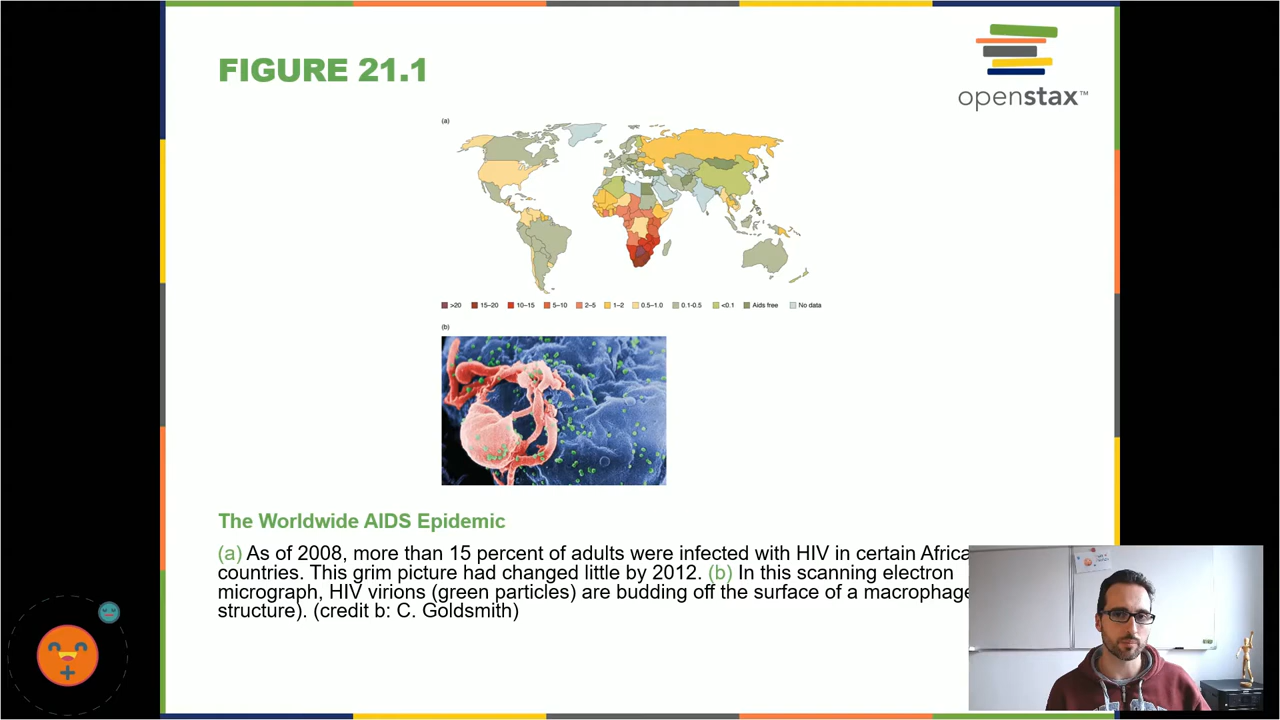 FIGURE 21.1
openstax™
(a)
>20 15–20 10–15 5–10 2–5 1–2 0.5–1.0 0.1-0.5 <0.1 Aids free No data
(b)
The Worldwide AIDS Epidemic
(a) As of 2008, more than 15 percent of adults were infected with HIV in certain Africa
countries. This grim picture had changed little by 2012. (b) In this scanning electron
micrograph, HIV virions (green particles) are budding off the surface of a macrophage
structure). (credit b: C. Goldsmith)